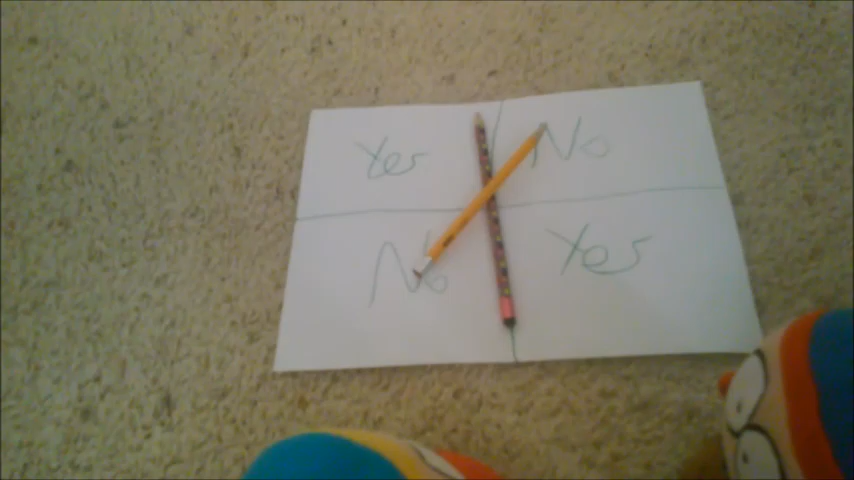 Yes No
No Yes